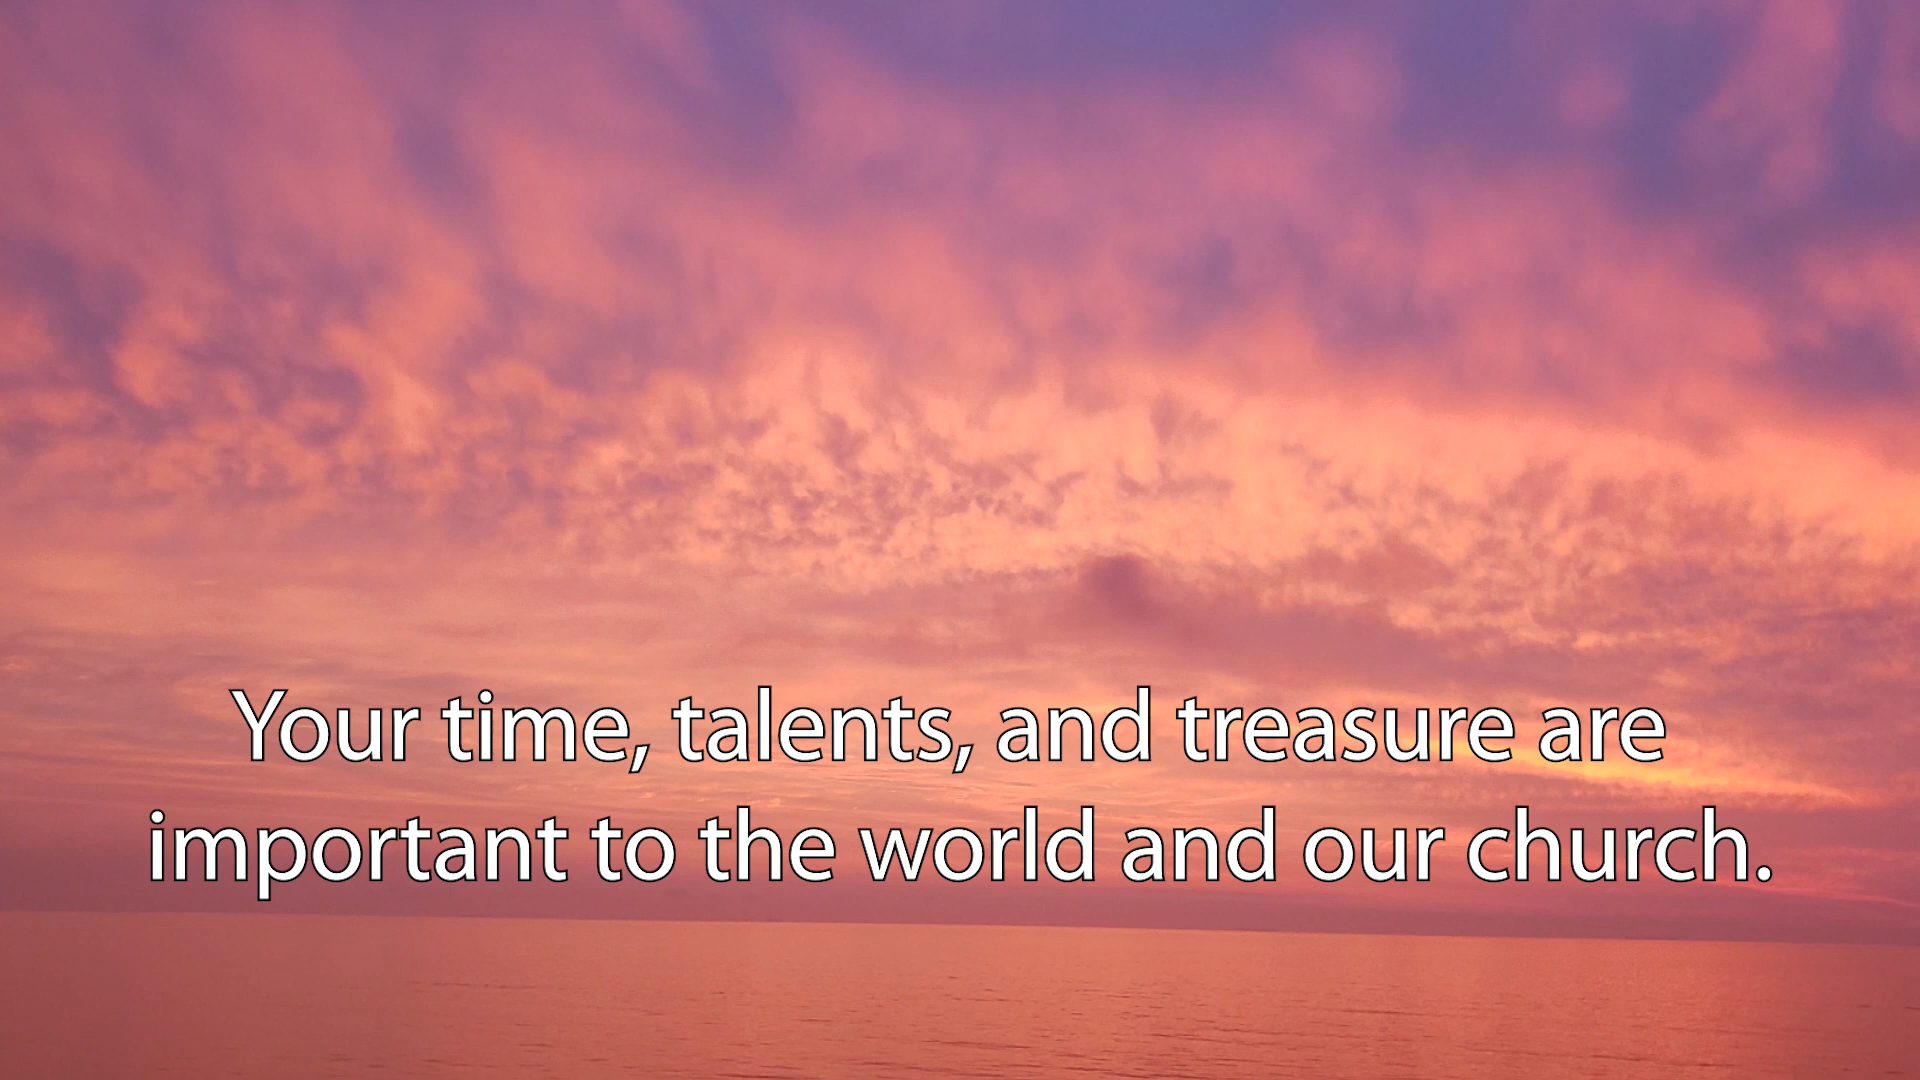 Your time, talents, and treasure are
important to the world and our church.